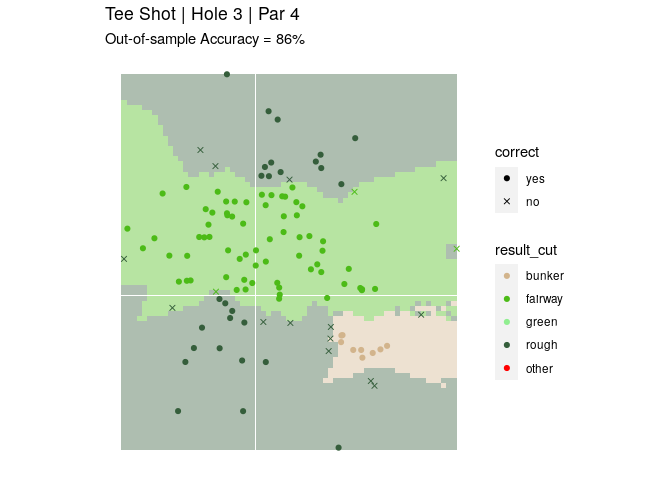 Tee Shot | Hole 3 | Par 4
Out-of-sample Accuracy = 86%
correct
yes
no
result_cut
bunker
fairway
green
rough
other